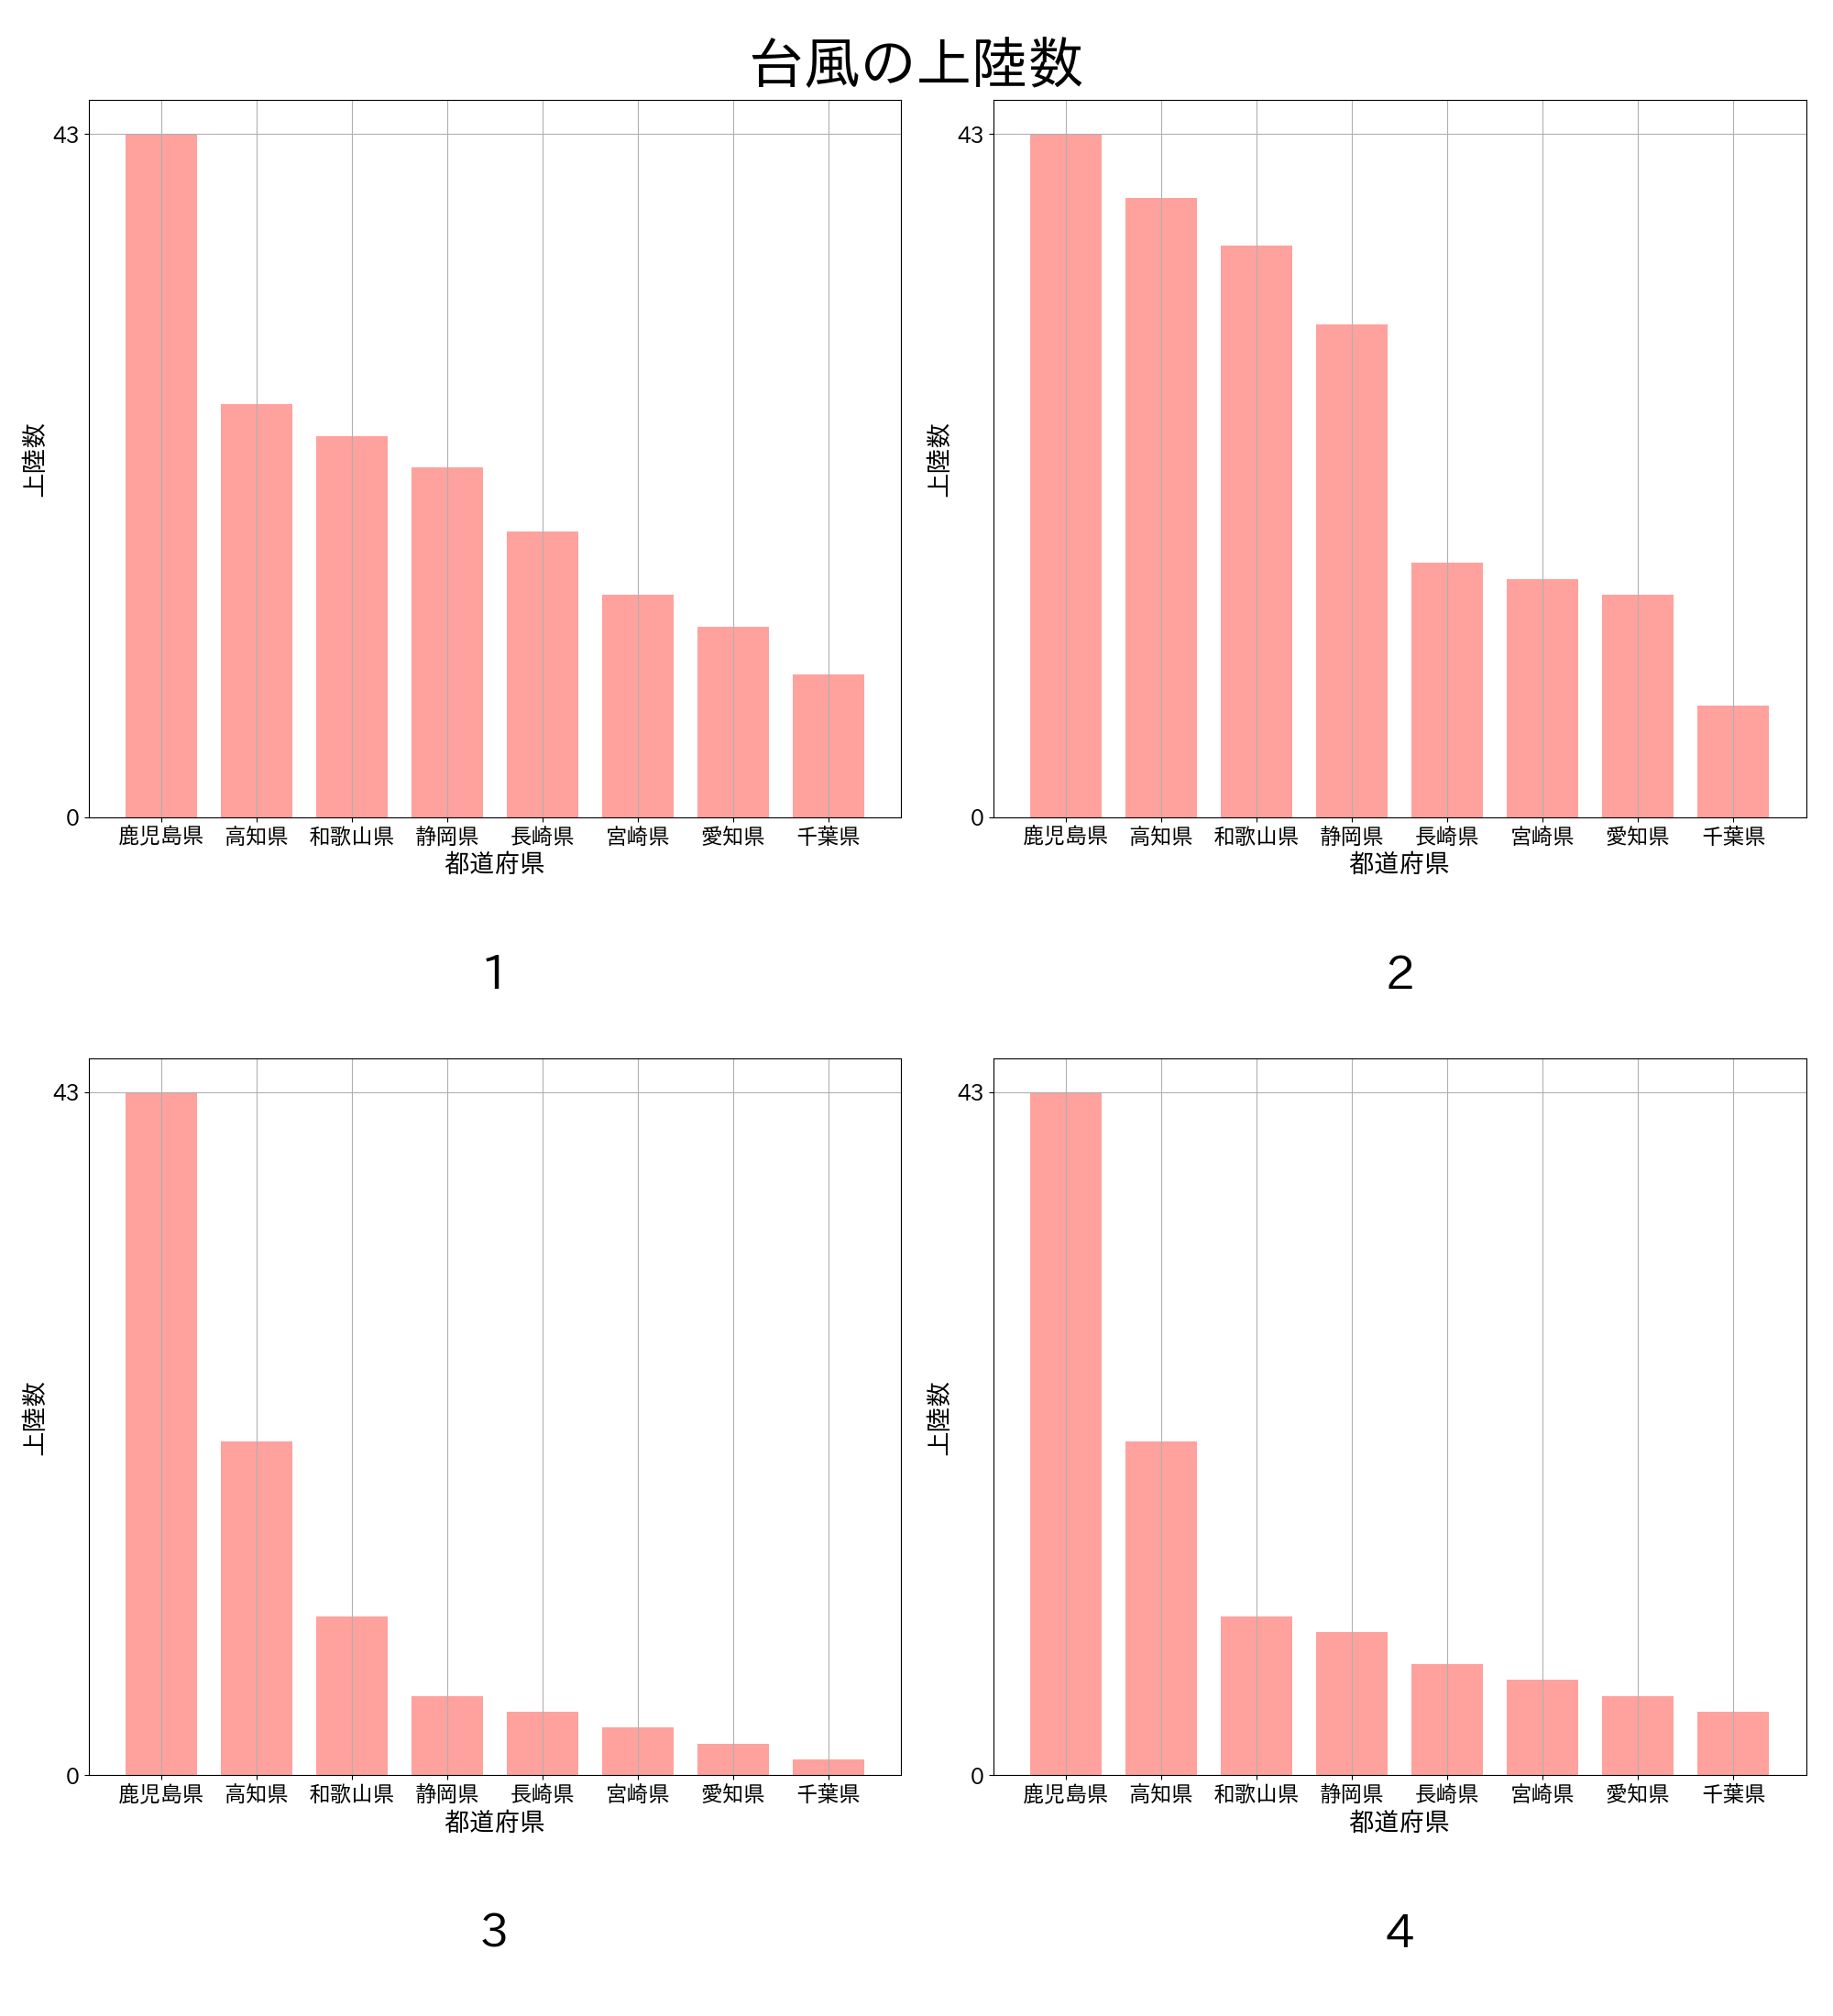 台風の上陸数
43
0
上陸数
鹿児島県 高知県 和歌山県 静岡県 長崎県 宮崎県 愛知県 千葉県
都道府県
1
43
0
上陸数
鹿児島県 高知県 和歌山県 静岡県 長崎県 宮崎県 愛知県 千葉県
都道府県
2
43
0
上陸数
鹿児島県 高知県 和歌山県 静岡県 長崎県 宮崎県 愛知県 千葉県
都道府県
3
43
0
上陸数
鹿児島県 高知県 和歌山県 静岡県 長崎県 宮崎県 愛知県 千葉県
都道府県
4